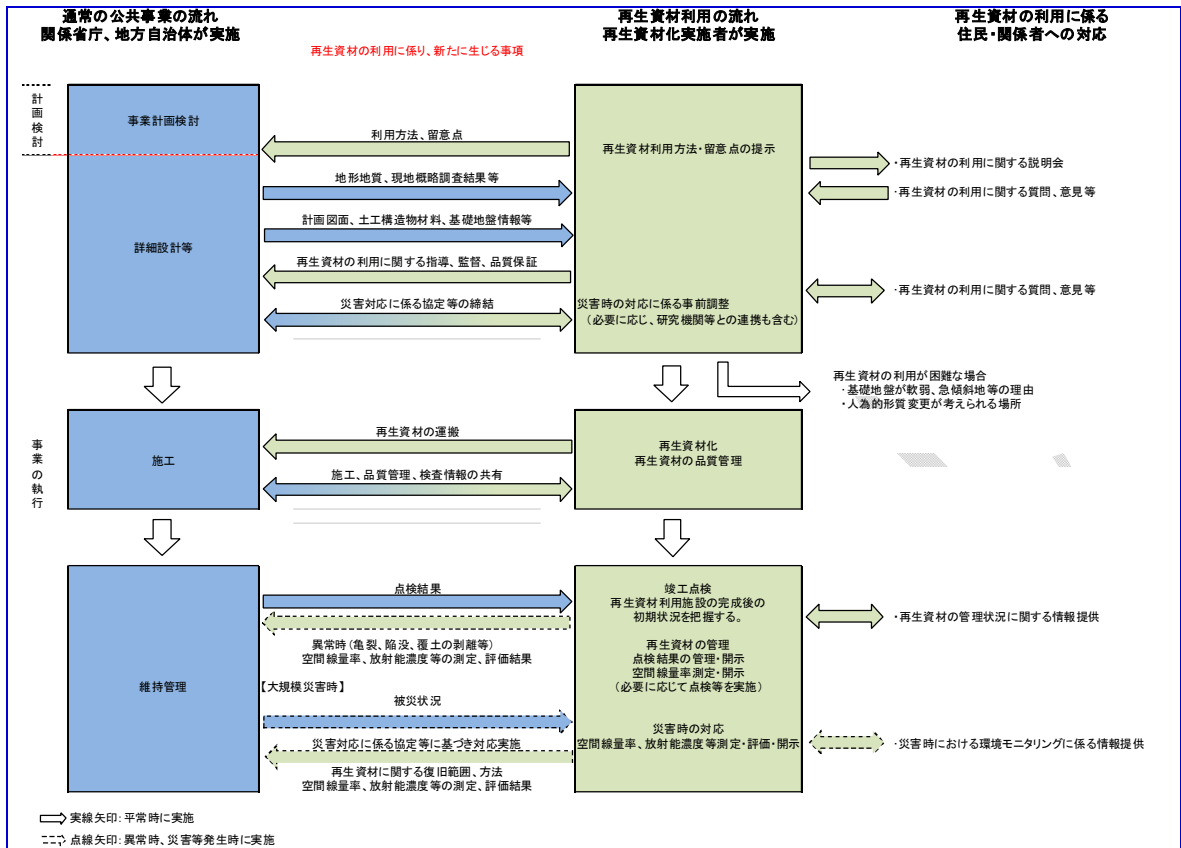 通常の公共事業の流れ
関係省庁、地方自治体が実施
再生資材の利用に係り、新たに生じる事項
再生資材利用の流れ
再生資材化実施者が実施
再生資材の利用に係る
住民・関係者への対応
計画検討
事業計画検討
利用方法、留意点
再生資材利用方法・留意点の提示
・再生資材の利用に関する説明会
地形地質、現地概略調査結果等
・再生資材の利用に関する質問、意見等
計画図面、土工構造物材料、基礎地盤情報等
詳細設計等
再生資材の利用に関する指導、監督、品質保証
・再生資材の利用に関する質問、意見等
災害対応に係る協定等の締結
災害時の対応に係る事前調整
（必要に応じ、研究機関等との連携も含む）
再生資材の利用が困難な場合
・基礎地盤が軟弱、急傾斜地等の理由
・人為的形質変更が考えられる場所
事業の執行
施工
再生資材の運搬
再生資材化
再生資材の品質管理
施工、品質管理、検査情報の共有
維持管理
点検結果
竣工点検
再生資材利用施設の完成後の
初期状況を把握する。
・再生資材の管理状況に関する情報提供
異常時（亀裂、陥没、覆土の剥離等）
空間線量率、放射能濃度等の測定、評価結果
再生資材の管理
点検結果の管理・開示
空間線量率測定・開示
（必要に応じて点検等を実施）
【大規模災害時】
被災状況
災害時の対応
空間線量率、放射能濃度等測定・評価・開示
災害対応に係る協定等に基づき対応実施
・災害時における環境モニタリングに係る情報提供
再生資材に関する復旧範囲、方法
空間線量率、放射能濃度等の測定、評価結果
実線矢印：平常時に実施
点線矢印：異常時、災害等発生時に実施